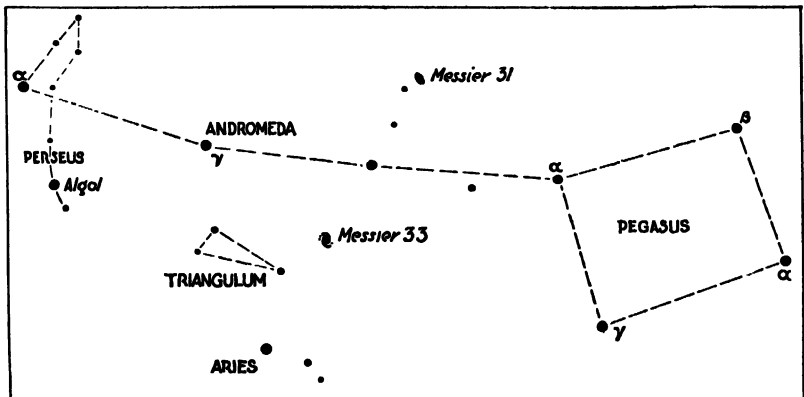 Messier 31
α
β
ANDROMEDA
γ
PERSEUS
α
Algol
PEGASUS
Messier 33
α
TRIANGULUM
γ
ARIES